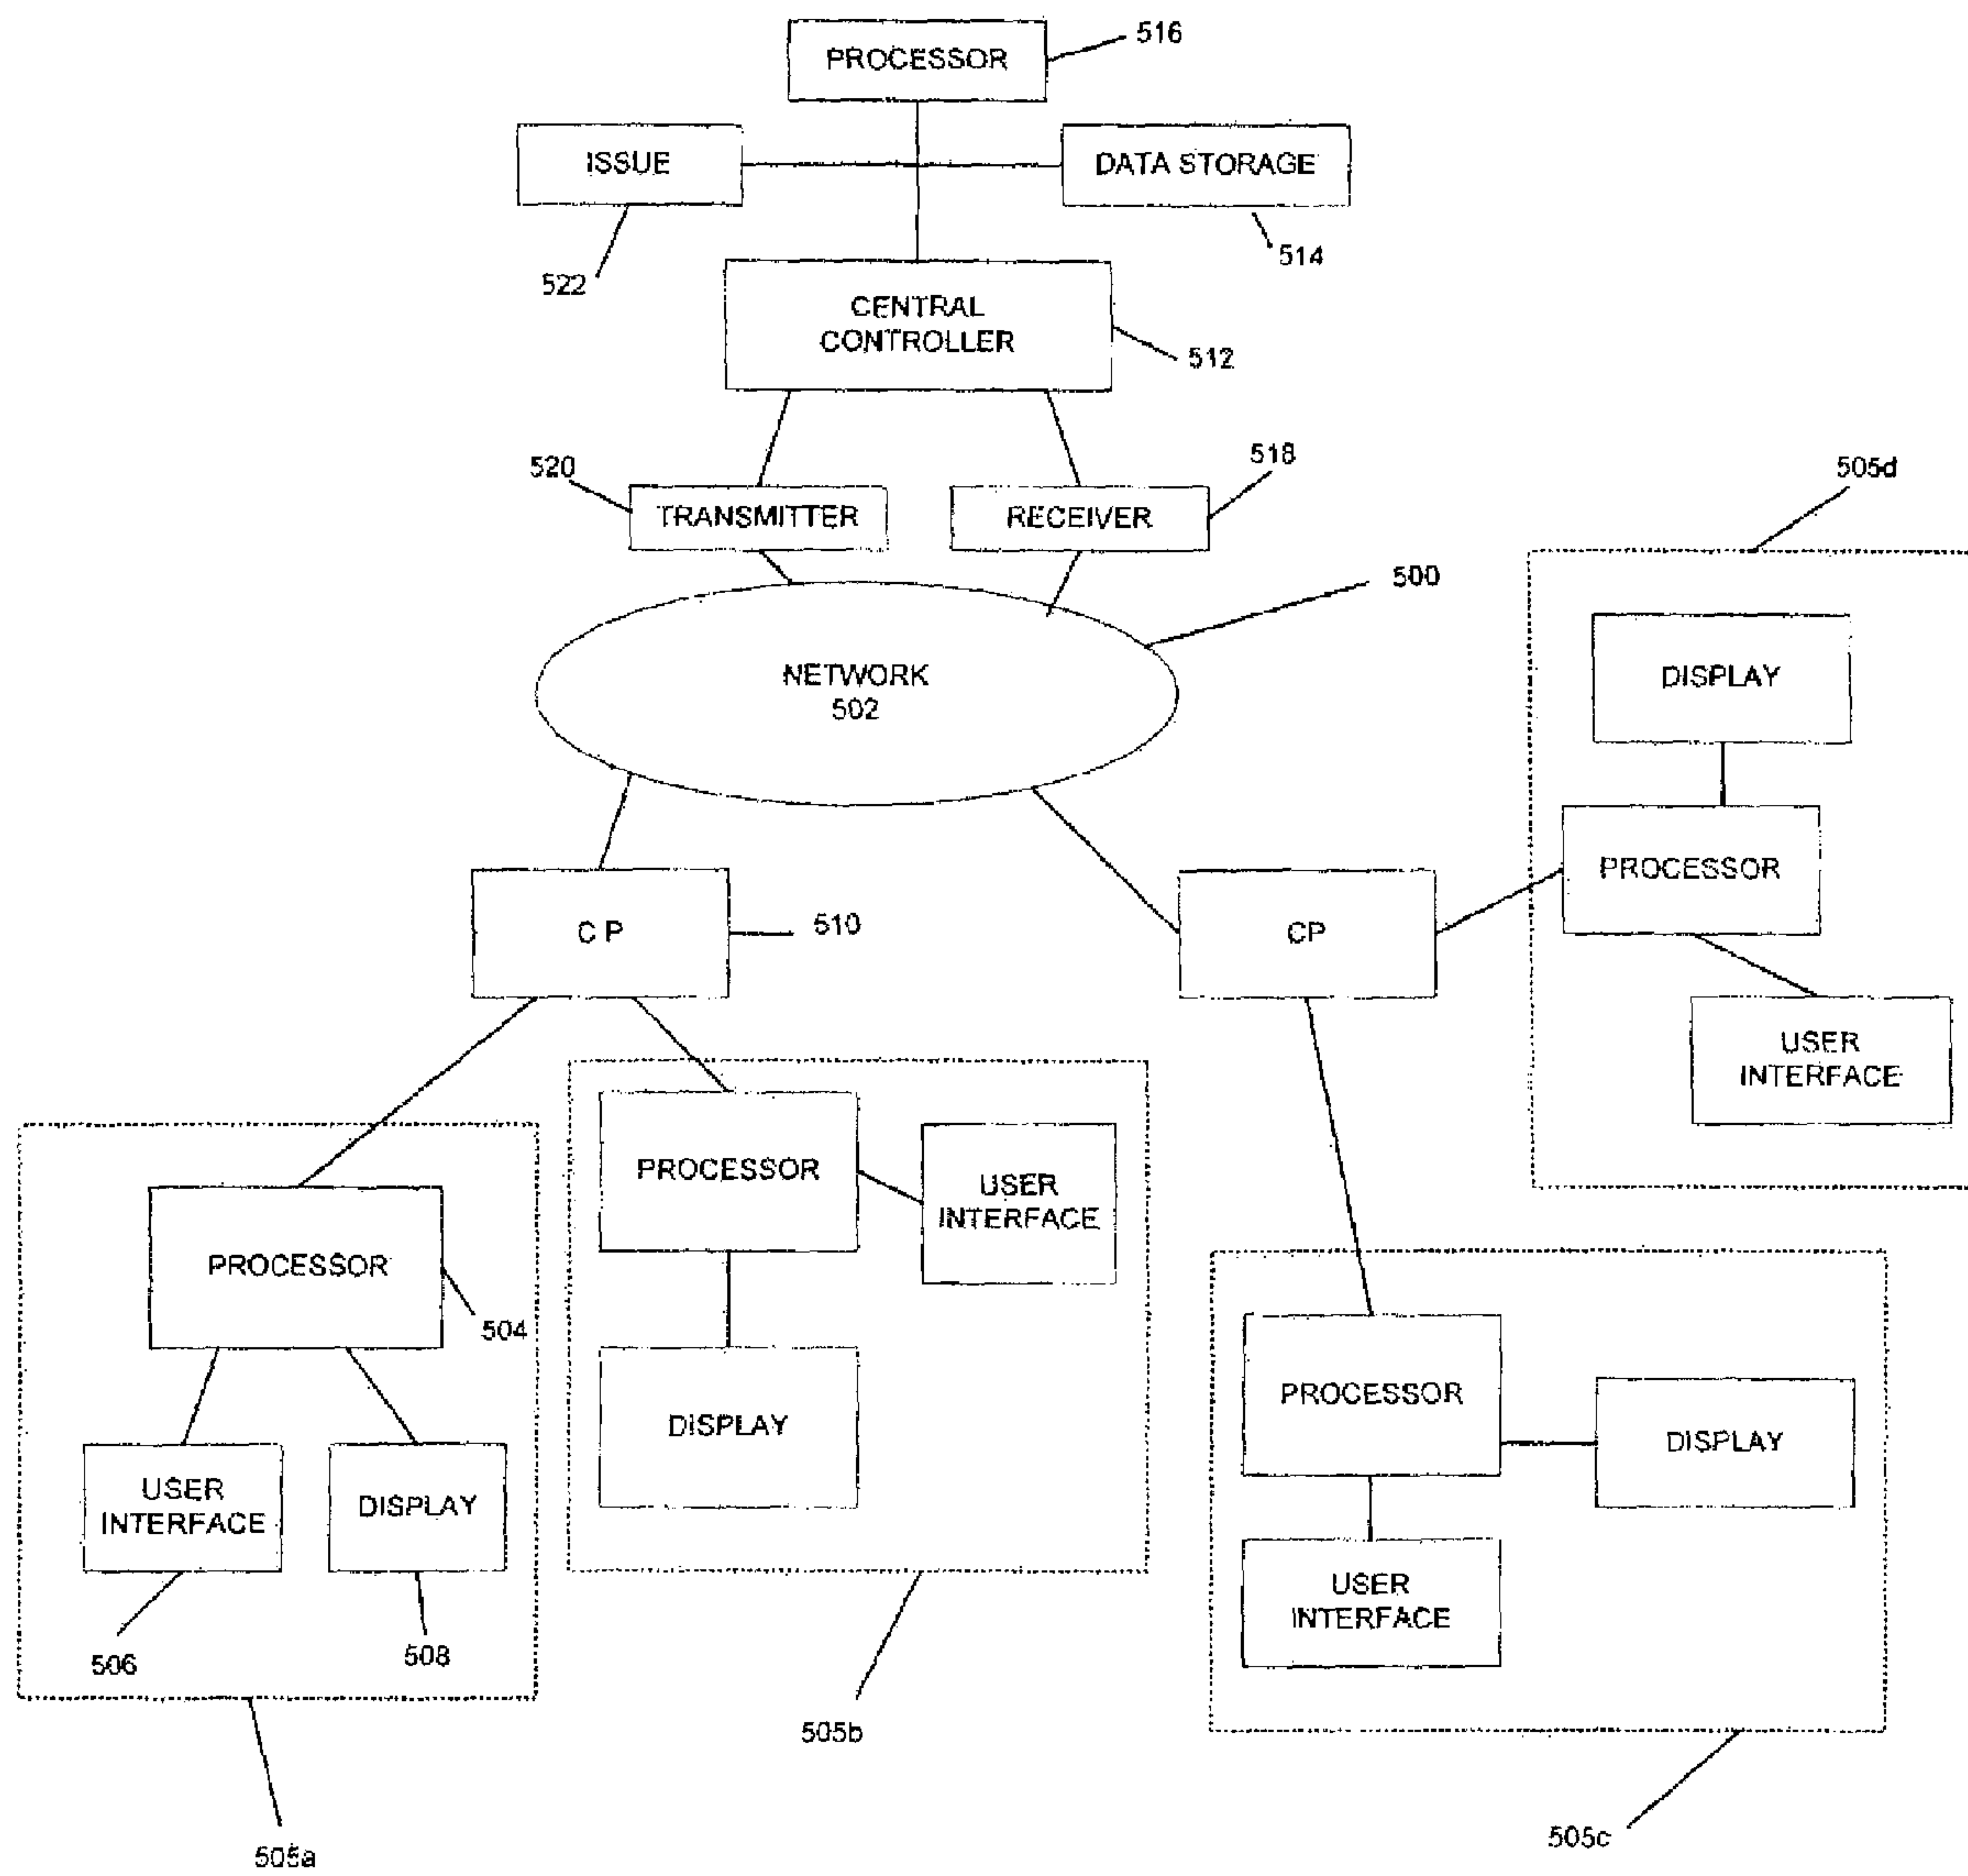 PROCESSOR
516
ISSUE
DATA STORAGE
522
514
CENTRAL
CONTROLLER
512
520
518
505d
TRANSMITTER
RECEIVER
500
NETWORK
502
DISPLAY
PROCESSOR
C P
510
CP
USER
INTERFACE
PROCESSOR
USER
INTERFACE
PROCESSOR
504
PROCESSOR
DISPLAY
DISPLAY
USER
INTERFACE
DISPLAY
USER
INTERFACE
506
508
505b
505a
505c